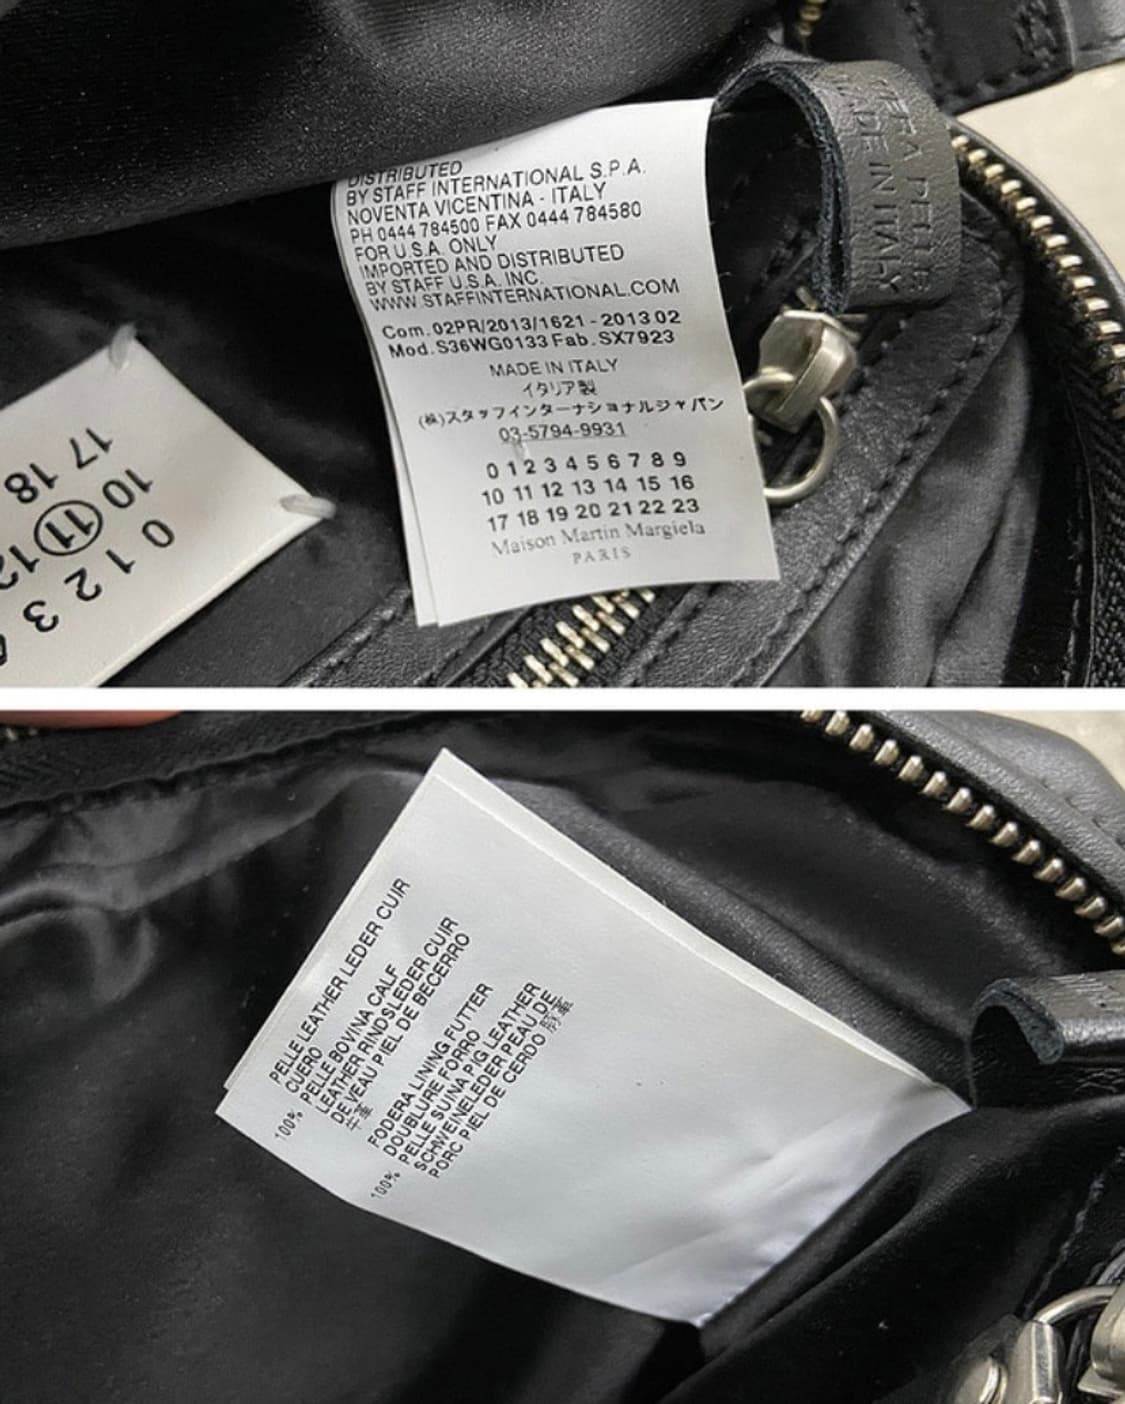 DISTRIBUTED
BY STAFF INTERNATIONAL S.P.A.
NOVENTA VICENTINA - ITALY
PH 0444 784500 FAX 0444 784580
FOR U.S.A. ONLY
IMPORTED AND DISTRIBUTED
BY STAFF U.S.A. INC.
WWW.STAFFINTERNATIONAL.COM
Com.02PR/2013/1621 - 2013 02
Mod.S36WG0133 Fab.SX7923
MADE IN ITALY
イタリア製
(株)スタッフインターナショナルジャパン
03-5794-9931
0 1 2 3 4 5 6 7 8 9
10 11 12 13 14 15 16
17 18 19 20 21 22 23
Maison Martin Margiela
PARIS
VERA PELLE
MADE IN ITALY
0 1 2 3
10 11 12
17 18
PELLE LEATHER LEDER CUIR
CUERO
100% PELLE BOVINA CALF
LEATHER RINDSLEDER CUIR
DE VEAU PIEL DE BECERRO
牛革
FODERA LINING FUTTER
DOUBLURE FORRO
100% PELLE SUINA PIG LEATHER
SCHWEINELEDER PEAU DE
PORC PIEL DE CERDO 豚革